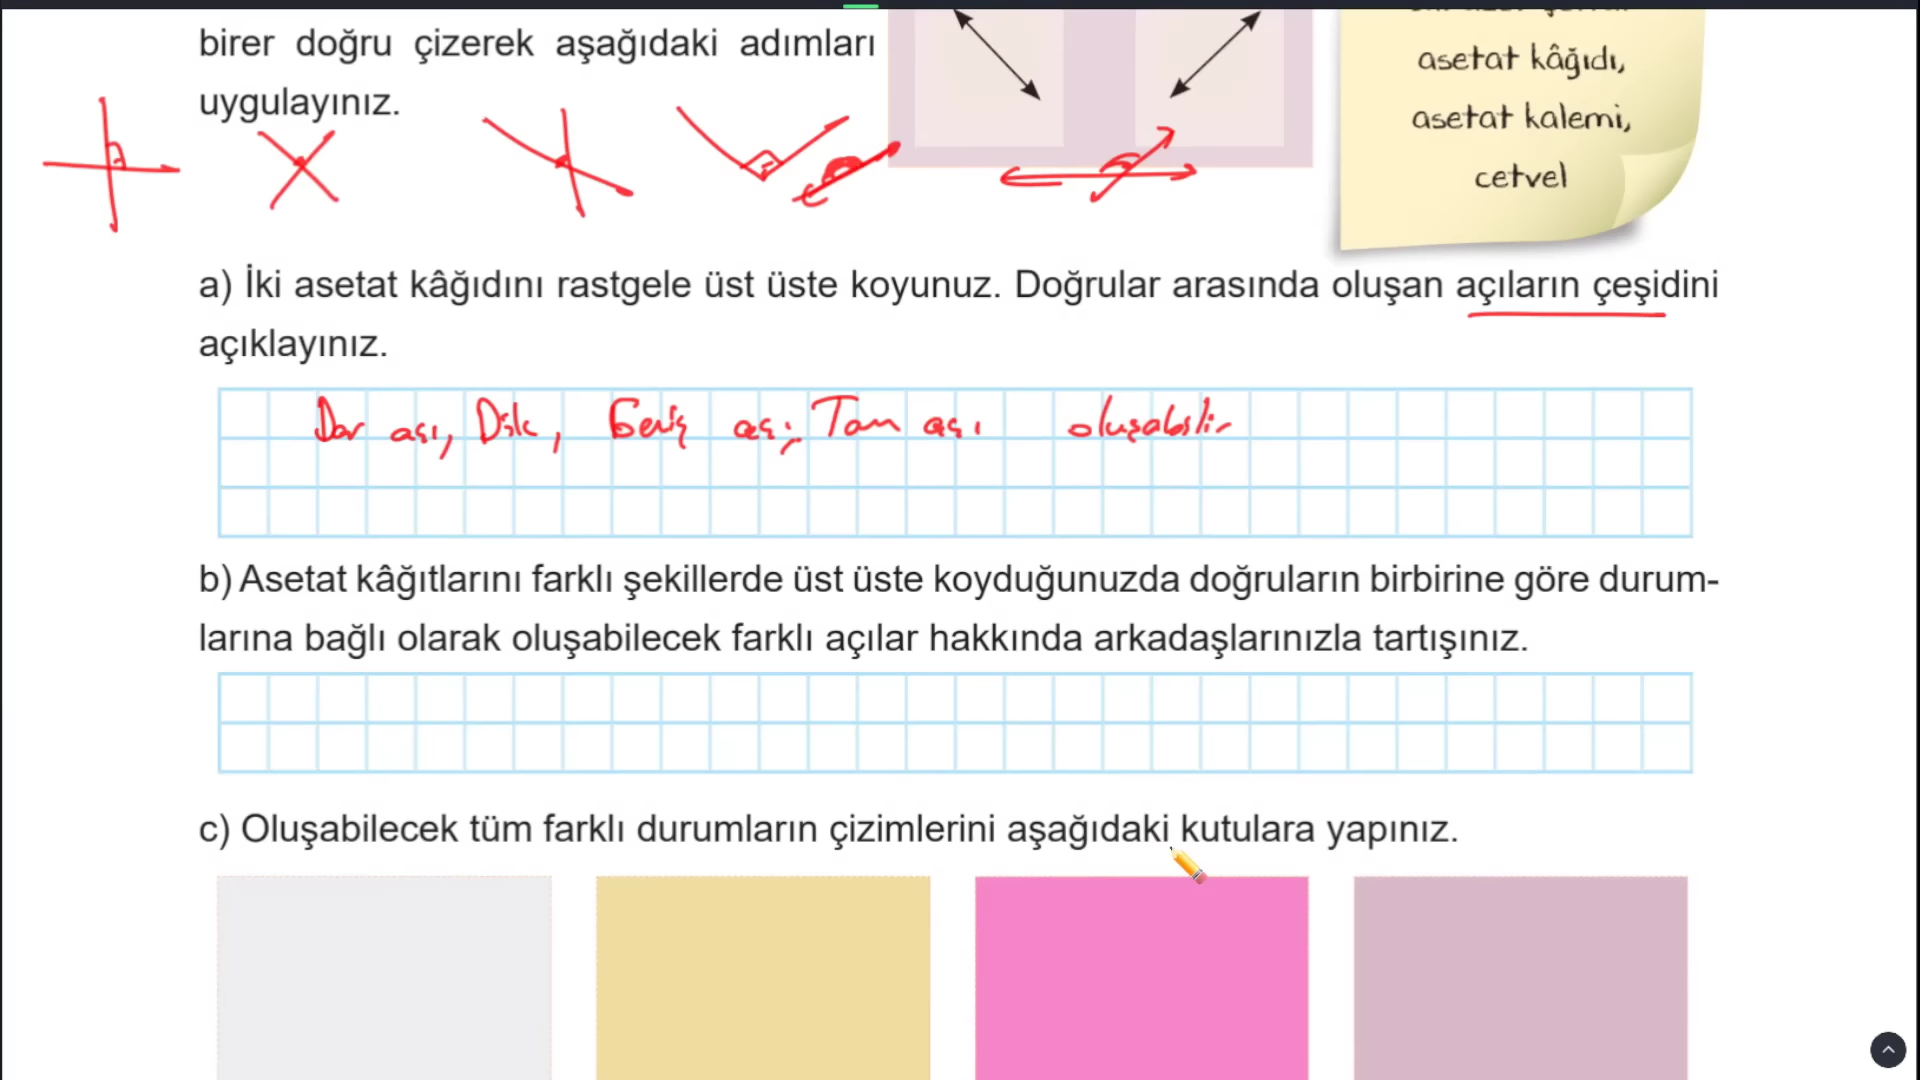 birer doğru çizerek aşağıdaki adımları
uygulayınız.
asetat kâğıdı,
asetat kalemi,
cetvel
a) İki asetat kâğıdını rastgele üst üste koyunuz. Doğrular arasında oluşan açıların çeşidini
açıklayınız.
Dar açı, Dik, Geniş açı, Tam açı oluşabilir
b) Asetat kâğıtlarını farklı şekillerde üst üste koyduğunuzda doğruların birbirine göre durum-
larına bağlı olarak oluşabilecek farklı açılar hakkında arkadaşlarınızla tartışınız.
c) Oluşabilecek tüm farklı durumların çizimlerini aşağıdaki kutulara yapınız.